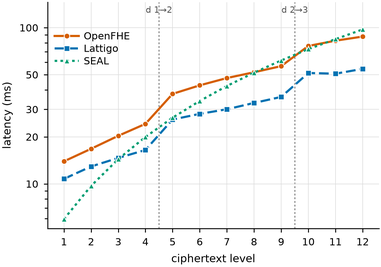 d 1→2 d 2→3
OpenFHE
Lattigo
SEAL
100
50
30
20
10
latency (ms)
1 2 3 4 5 6 7 8 9 10 11 12
ciphertext level